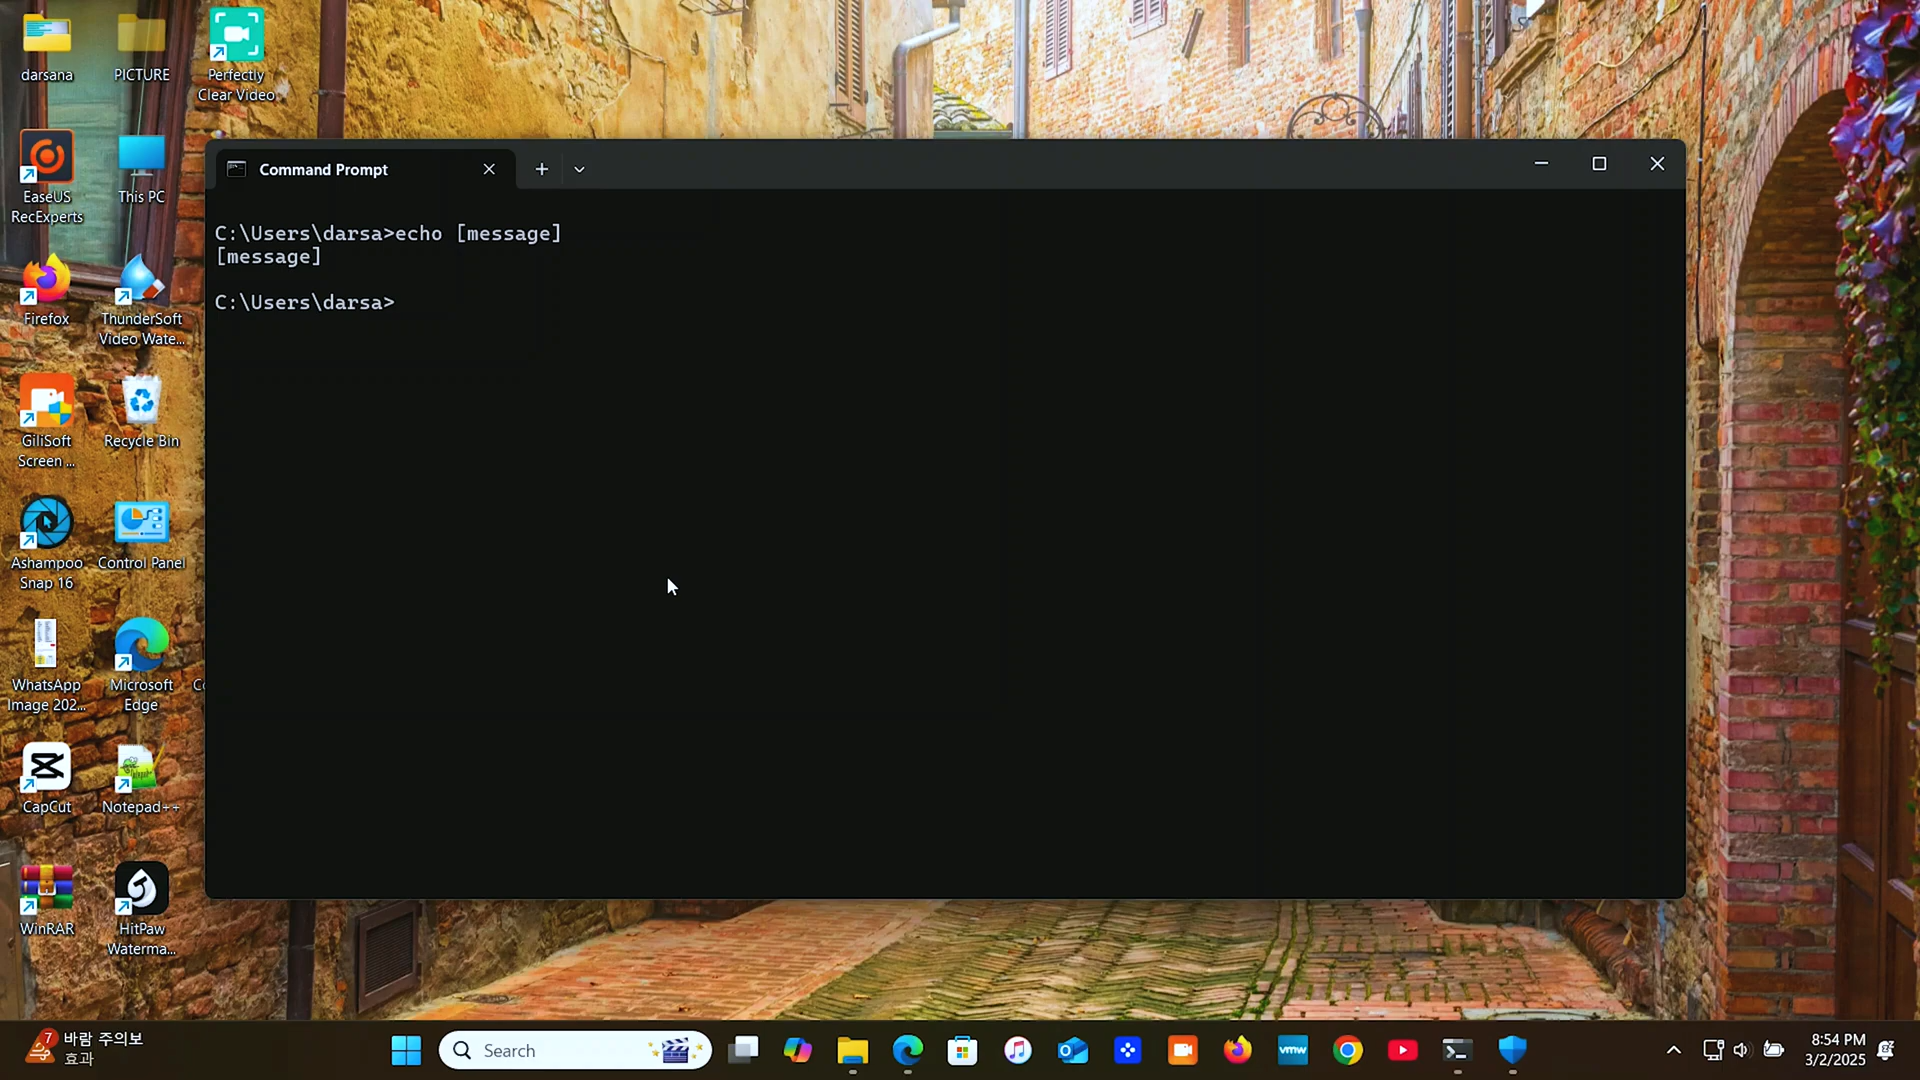 darsana
PICTURE
Perfectly
Clear Video
EaseUS
RecExperts
This PC
Firefox
ThunderSoft
Video Wate...
GiliSoft
Screen ...
Recycle Bin
Ashampoo
Snap 16
Control Panel
WhatsApp
Image 202...
Microsoft
Edge
CapCut
Notepad++
WinRAR
HitPaw
Waterma...
Command Prompt
C:\Users\darsa>echo [message]
[message]
C:\Users\darsa>
7
바람 주의보
효과
Search
vmw
8:54 PM
3/2/2025